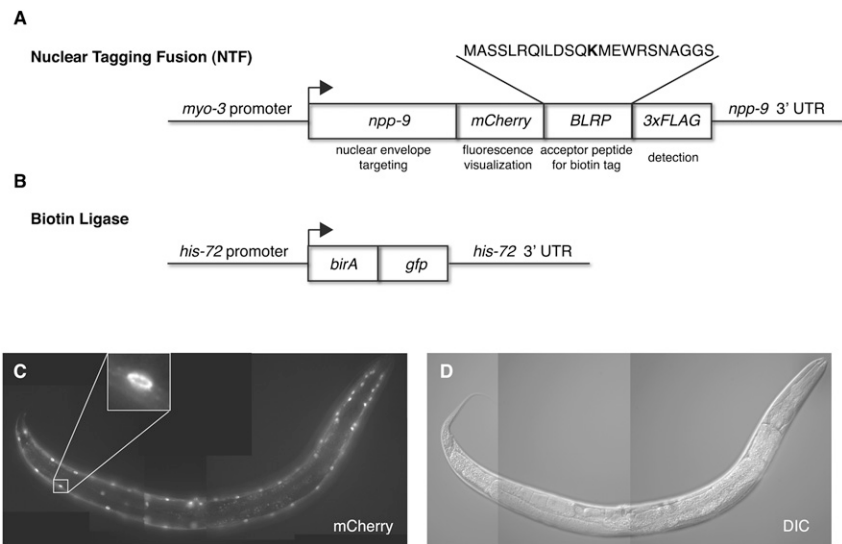 A
Nuclear Tagging Fusion (NTF)
MASSLRQILDSQKMEWRSNAGGS
myo-3 promoter npp-9 mCherry BLRP 3xFLAG npp-9 3' UTR
nuclear envelope targeting
fluorescence visualization
acceptor peptide for biotin tag
detection
B
Biotin Ligase
his-72 promoter birA gfp his-72 3' UTR
C
mCherry
D
DIC